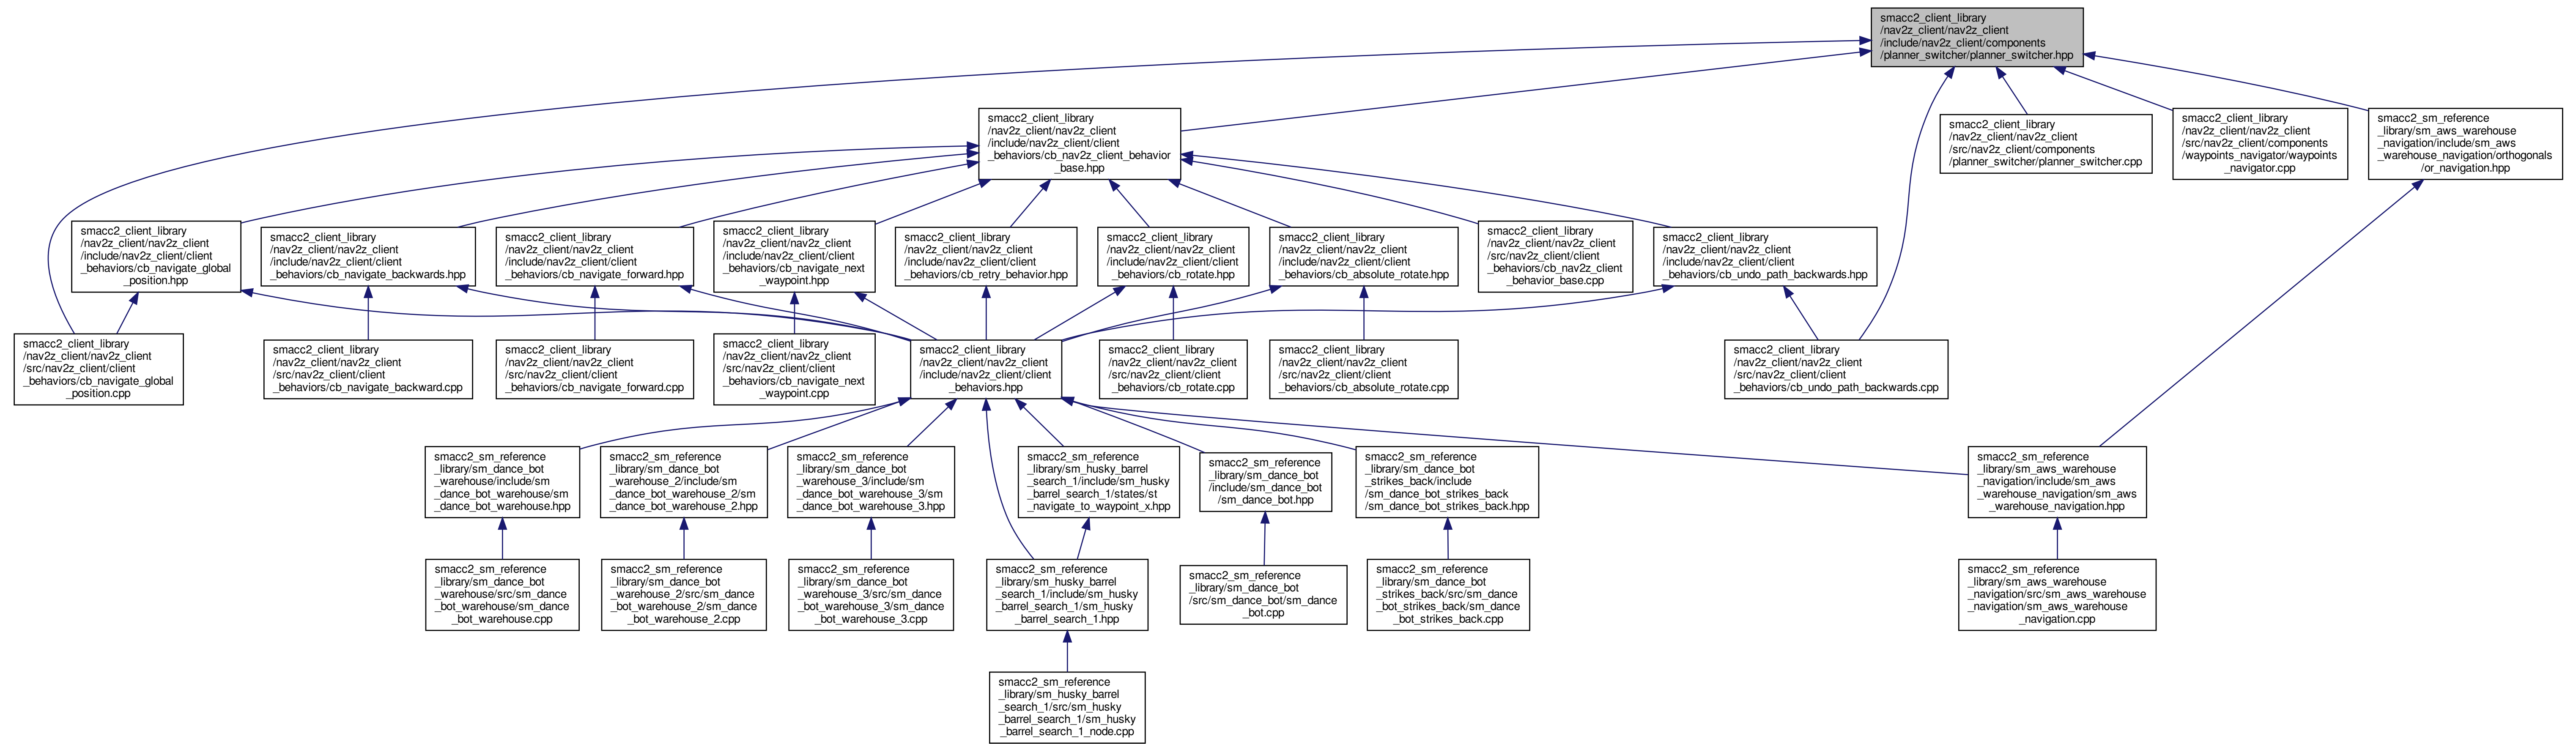 smacc2_client_library
/nav2z_client/nav2z_client
/include/nav2z_client/components
/planner_switcher/planner_switcher.hpp
smacc2_client_library
/nav2z_client/nav2z_client
/include/nav2z_client/client
_behaviors/cb_nav2z_client_behavior
_base.hpp
smacc2_client_library
/nav2z_client/nav2z_client
/src/nav2z_client/components
/planner_switcher/planner_switcher.cpp
smacc2_client_library
/nav2z_client/nav2z_client
/src/nav2z_client/components
/waypoints_navigator/waypoints
_navigator.cpp
smacc2_sm_reference
_library/sm_aws_warehouse
_navigation/include/sm_aws
_warehouse_navigation/orthogonals
/or_navigation.hpp
smacc2_client_library
/nav2z_client/nav2z_client
/include/nav2z_client/client
_behaviors/cb_navigate_global
_position.hpp
smacc2_client_library
/nav2z_client/nav2z_client
/include/nav2z_client/client
_behaviors/cb_navigate_backwards.hpp
smacc2_client_library
/nav2z_client/nav2z_client
/include/nav2z_client/client
_behaviors/cb_navigate_forward.hpp
smacc2_client_library
/nav2z_client/nav2z_client
/include/nav2z_client/client
_behaviors/cb_navigate_next
_waypoint.hpp
smacc2_client_library
/nav2z_client/nav2z_client
/include/nav2z_client/client
_behaviors/cb_retry_behavior.hpp
smacc2_client_library
/nav2z_client/nav2z_client
/include/nav2z_client/client
_behaviors/cb_rotate.hpp
smacc2_client_library
/nav2z_client/nav2z_client
/include/nav2z_client/client
_behaviors/cb_absolute_rotate.hpp
smacc2_client_library
/nav2z_client/nav2z_client
/src/nav2z_client/client
_behaviors/cb_nav2z_client
_behavior_base.cpp
smacc2_client_library
/nav2z_client/nav2z_client
/include/nav2z_client/client
_behaviors/cb_undo_path_backwards.hpp
smacc2_client_library
/nav2z_client/nav2z_client
/src/nav2z_client/client
_behaviors/cb_navigate_global
_position.cpp
smacc2_client_library
/nav2z_client/nav2z_client
/src/nav2z_client/client
_behaviors/cb_navigate_backward.cpp
smacc2_client_library
/nav2z_client/nav2z_client
/src/nav2z_client/client
_behaviors/cb_navigate_forward.cpp
smacc2_client_library
/nav2z_client/nav2z_client
/src/nav2z_client/client
_behaviors/cb_navigate_next
_waypoint.cpp
smacc2_client_library
/nav2z_client/nav2z_client
/include/nav2z_client/client
_behaviors.hpp
smacc2_client_library
/nav2z_client/nav2z_client
/src/nav2z_client/client
_behaviors/cb_rotate.cpp
smacc2_client_library
/nav2z_client/nav2z_client
/src/nav2z_client/client
_behaviors/cb_absolute_rotate.cpp
smacc2_client_library
/nav2z_client/nav2z_client
/src/nav2z_client/client
_behaviors/cb_undo_path_backwards.cpp
smacc2_sm_reference
_library/sm_dance_bot
_warehouse/include/sm
_dance_bot_warehouse/sm
_dance_bot_warehouse.hpp
smacc2_sm_reference
_library/sm_dance_bot
_warehouse_2/include/sm
_dance_bot_warehouse_2/sm
_dance_bot_warehouse_2.hpp
smacc2_sm_reference
_library/sm_dance_bot
_warehouse_3/include/sm
_dance_bot_warehouse_3/sm
_dance_bot_warehouse_3.hpp
smacc2_sm_reference
_library/sm_husky_barrel
_search_1/include/sm_husky
_barrel_search_1/states/st
_navigate_to_waypoint_x.hpp
smacc2_sm_reference
_library/sm_dance_bot
/include/sm_dance_bot
/sm_dance_bot.hpp
smacc2_sm_reference
_library/sm_dance_bot
_strikes_back/include
/sm_dance_bot_strikes_back
/sm_dance_bot_strikes_back.hpp
smacc2_sm_reference
_library/sm_aws_warehouse
_navigation/include/sm_aws
_warehouse_navigation/sm_aws
_warehouse_navigation.hpp
smacc2_sm_reference
_library/sm_dance_bot
_warehouse/src/sm_dance
_bot_warehouse/sm_dance
_bot_warehouse.cpp
smacc2_sm_reference
_library/sm_dance_bot
_warehouse_2/src/sm_dance
_bot_warehouse_2/sm_dance
_bot_warehouse_2.cpp
smacc2_sm_reference
_library/sm_dance_bot
_warehouse_3/src/sm_dance
_bot_warehouse_3/sm_dance
_bot_warehouse_3.cpp
smacc2_sm_reference
_library/sm_husky_barrel
_search_1/include/sm_husky
_barrel_search_1/sm_husky
_barrel_search_1.hpp
smacc2_sm_reference
_library/sm_dance_bot
/src/sm_dance_bot/sm_dance
_bot.cpp
smacc2_sm_reference
_library/sm_dance_bot
_strikes_back/src/sm_dance
_bot_strikes_back/sm_dance
_bot_strikes_back.cpp
smacc2_sm_reference
_library/sm_aws_warehouse
_navigation/src/sm_aws_warehouse
_navigation/sm_aws_warehouse
_navigation.cpp
smacc2_sm_reference
_library/sm_husky_barrel
_search_1/src/sm_husky
_barrel_search_1/sm_husky
_barrel_search_1_node.cpp